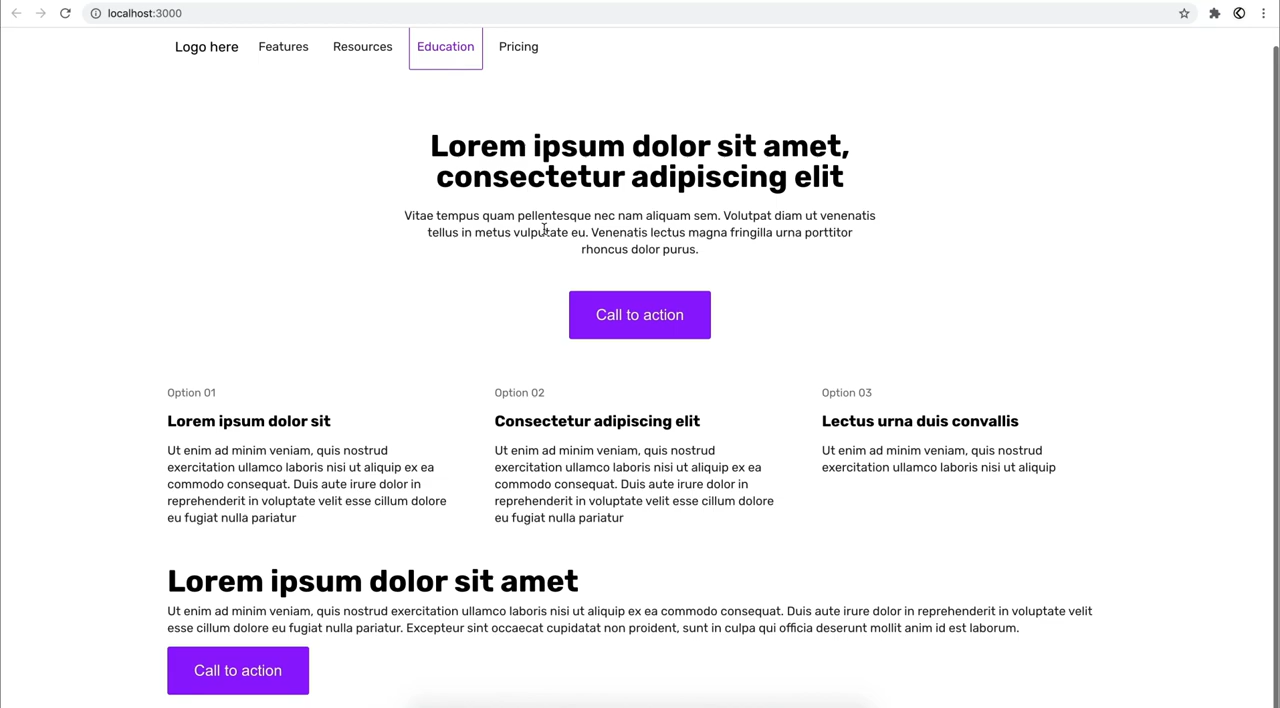 localhost:3000
Logo here Features Resources Education Pricing
Lorem ipsum dolor sit amet,
consectetur adipiscing elit
Vitae tempus quam pellentesque nec nam aliquam sem. Volutpat diam ut venenatis
tellus in metus vulputate eu. Venenatis lectus magna fringilla urna porttitor
rhoncus dolor purus.
Call to action
Option 01
Lorem ipsum dolor sit
Ut enim ad minim veniam, quis nostrud
exercitation ullamco laboris nisi ut aliquip ex ea
commodo consequat. Duis aute irure dolor in
reprehenderit in voluptate velit esse cillum dolore
eu fugiat nulla pariatur
Option 02
Consectetur adipiscing elit
Ut enim ad minim veniam, quis nostrud
exercitation ullamco laboris nisi ut aliquip ex ea
commodo consequat. Duis aute irure dolor in
reprehenderit in voluptate velit esse cillum dolore
eu fugiat nulla pariatur
Option 03
Lectus urna duis convallis
Ut enim ad minim veniam, quis nostrud
exercitation ullamco laboris nisi ut aliquip
Lorem ipsum dolor sit amet
Ut enim ad minim veniam, quis nostrud exercitation ullamco laboris nisi ut aliquip ex ea commodo consequat. Duis aute irure dolor in reprehenderit in voluptate velit
esse cillum dolore eu fugiat nulla pariatur. Excepteur sint occaecat cupidatat non proident, sunt in culpa qui officia deserunt mollit anim id est laborum.
Call to action